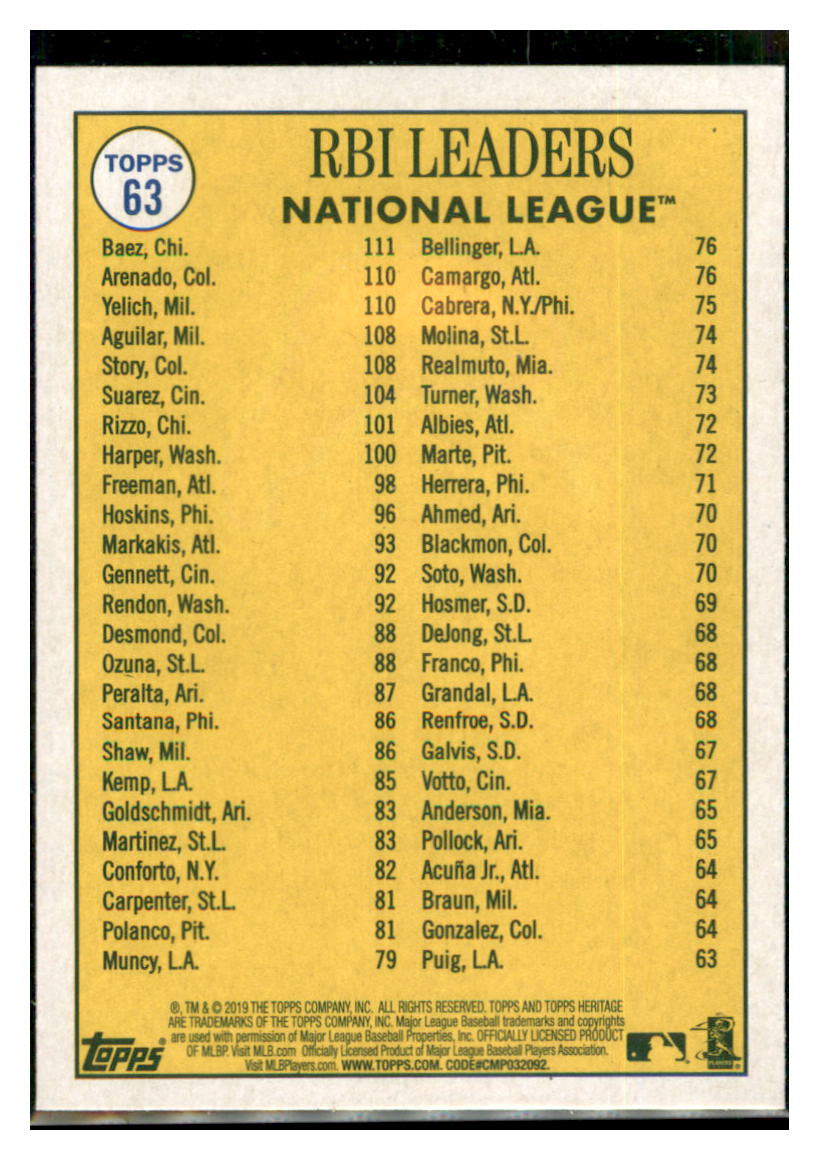 TOPPS
63
RBI LEADERS
NATIONAL LEAGUE™
Baez, Chi. 111
Arenado, Col. 110
Yelich, Mil. 110
Aguilar, Mil. 108
Story, Col. 108
Suarez, Cin. 104
Rizzo, Chi. 101
Harper, Wash. 100
Freeman, Atl. 98
Hoskins, Phi. 96
Markakis, Atl. 93
Gennett, Cin. 92
Rendon, Wash. 92
Desmond, Col. 88
Ozuna, St.L. 88
Peralta, Ari. 87
Santana, Phi. 86
Shaw, Mil. 86
Kemp, L.A. 85
Goldschmidt, Ari. 83
Martinez, St.L. 83
Conforto, N.Y. 82
Carpenter, St.L. 81
Polanco, Pit. 81
Muncy, L.A. 79
Bellinger, L.A. 76
Camargo, Atl. 76
Cabrera, N.Y./Phi. 75
Molina, St.L. 74
Realmuto, Mia. 74
Turner, Wash. 73
Albies, Atl. 72
Marte, Pit. 72
Herrera, Phi. 71
Ahmed, Ari. 70
Blackmon, Col. 70
Soto, Wash. 70
Hosmer, S.D. 69
DeJong, St.L. 68
Franco, Phi. 68
Grandal, L.A. 68
Renfroe, S.D. 68
Galvis, S.D. 67
Votto, Cin. 67
Anderson, Mia. 65
Pollock, Ari. 65
Acuña Jr., Atl. 64
Braun, Mil. 64
Gonzalez, Col. 64
Puig, L.A. 63
®, TM & © 2019 THE TOPPS COMPANY, INC. ALL RIGHTS RESERVED. TOPPS AND TOPPS HERITAGE
ARE TRADEMARKS OF THE TOPPS COMPANY, INC. Major League Baseball trademarks and copyrights
are used with permission of Major League Baseball Properties, Inc. OFFICIALLY LICENSED PRODUCT
OF MLBP. Visit MLB.com Officially Licensed Product of Major League Baseball Players Association.
Visit MLBPlayers.com. WWW.TOPPS.COM. CODE#CMP032092.
TOPPS®